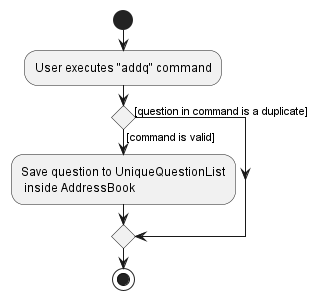 User executes "addq" command
[question in command is a duplicate]
[command is valid]
Save question to UniqueQuestionList
inside AddressBook